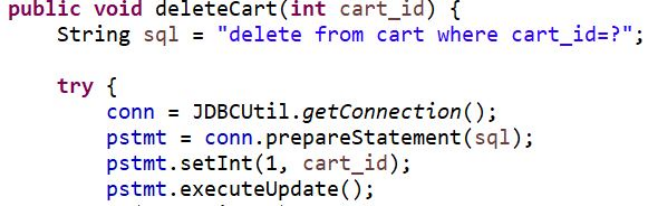 public void deleteCart(int cart_id) {
String sql = "delete from cart where cart_id=?";
try {
conn = JDBCUtil.getConnection();
pstmt = conn.prepareStatement(sql);
pstmt.setInt(1, cart_id);
pstmt.executeUpdate();